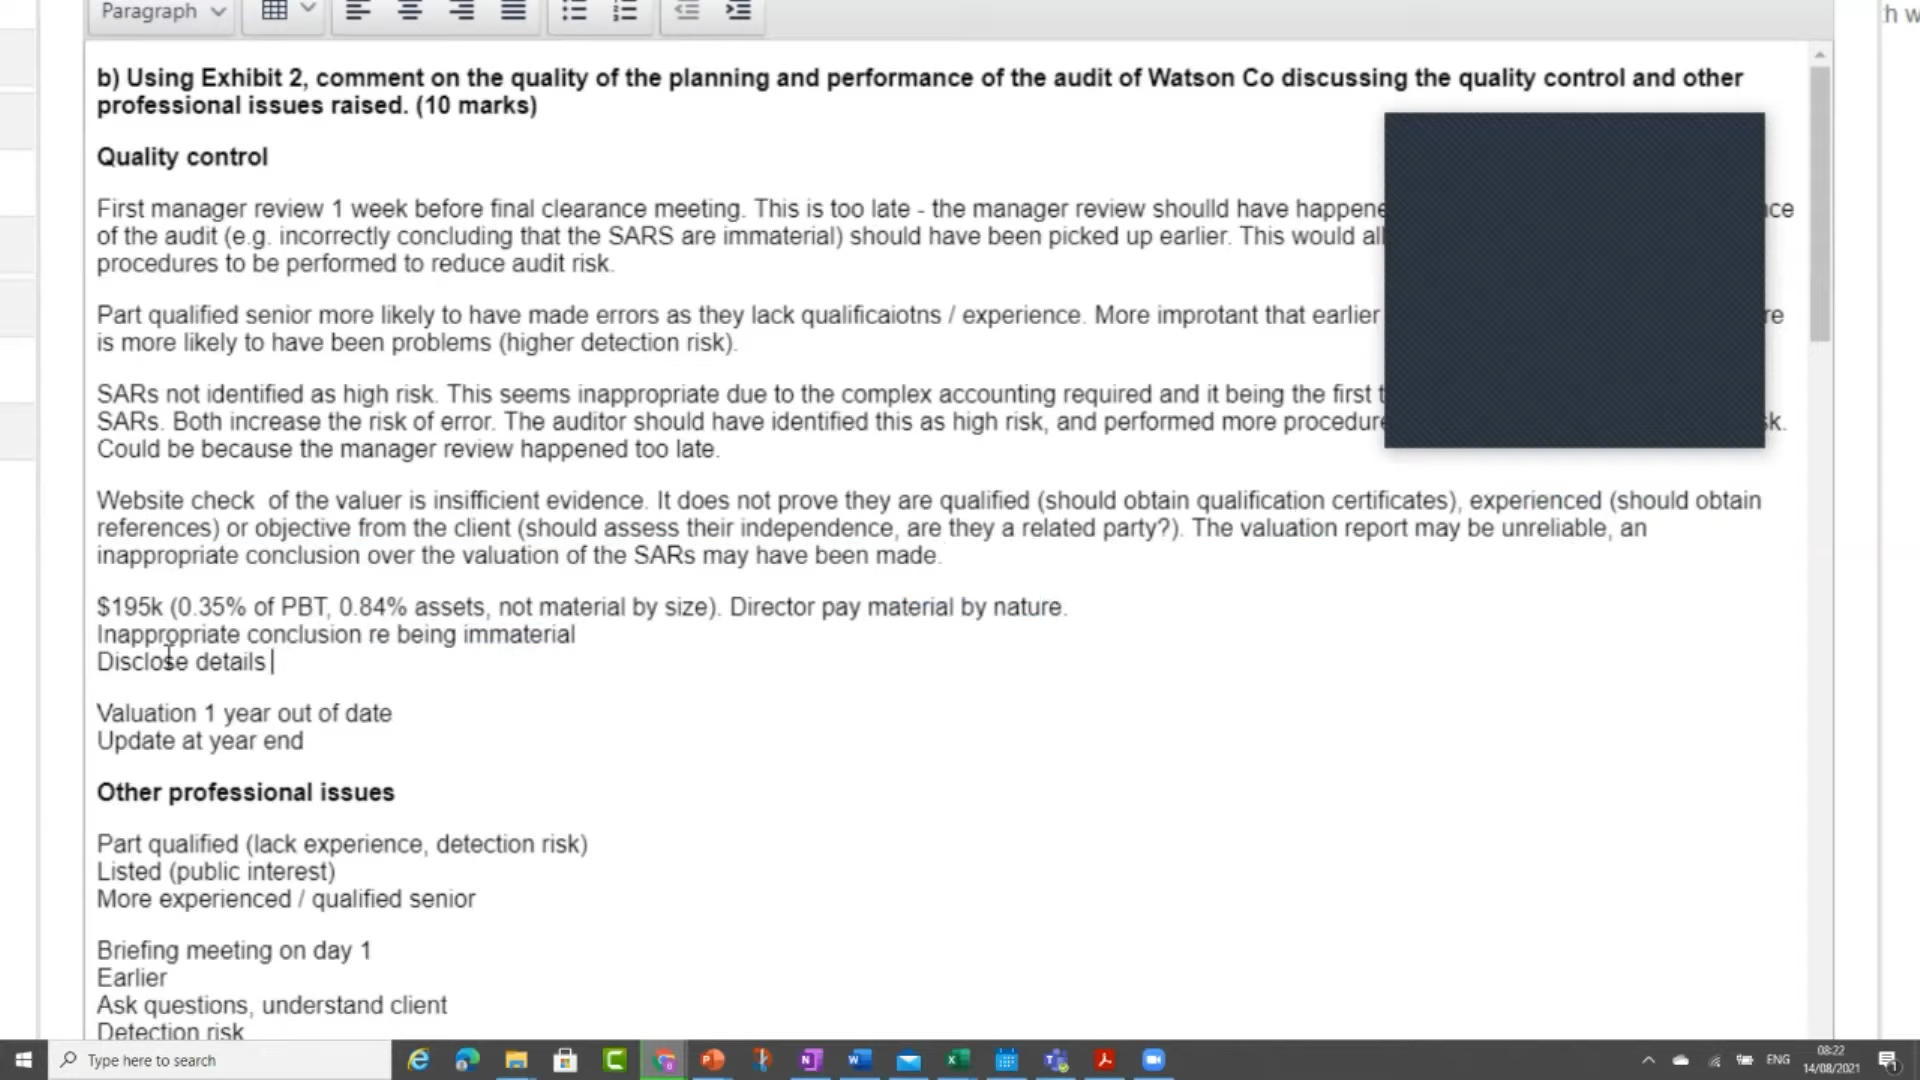 Paragraph
h w
b) Using Exhibit 2, comment on the quality of the planning and performance of the audit of Watson Co discussing the quality control and other
professional issues raised. (10 marks)
Quality control
First manager review 1 week before final clearance meeting. This is too late - the manager review shoulld have happene ce
of the audit (e.g. incorrectly concluding that the SARS are immaterial) should have been picked up earlier. This would all
procedures to be performed to reduce audit risk.
Part qualified senior more likely to have made errors as they lack qualificaiotns / experience. More improtant that earlier re
is more likely to have been problems (higher detection risk).
SARs not identified as high risk. This seems inappropriate due to the complex accounting required and it being the first t
SARs. Both increase the risk of error. The auditor should have identified this as high risk, and performed more procedure k.
Could be because the manager review happened too late.
Website check of the valuer is insufficient evidence. It does not prove they are qualified (should obtain qualification certificates), experienced (should obtain
references) or objective from the client (should assess their independence, are they a related party?). The valuation report may be unreliable, an
inappropriate conclusion over the valuation of the SARs may have been made.
$195k (0.35% of PBT, 0.84% assets, not material by size). Director pay material by nature.
Inappropriate conclusion re being immaterial
Disclose details
Valuation 1 year out of date
Update at year end
Other professional issues
Part qualified (lack experience, detection risk)
Listed (public interest)
More experienced / qualified senior
Briefing meeting on day 1
Earlier
Ask questions, understand client
Detection risk
Type here to search
ENG
08:22
14/08/2021